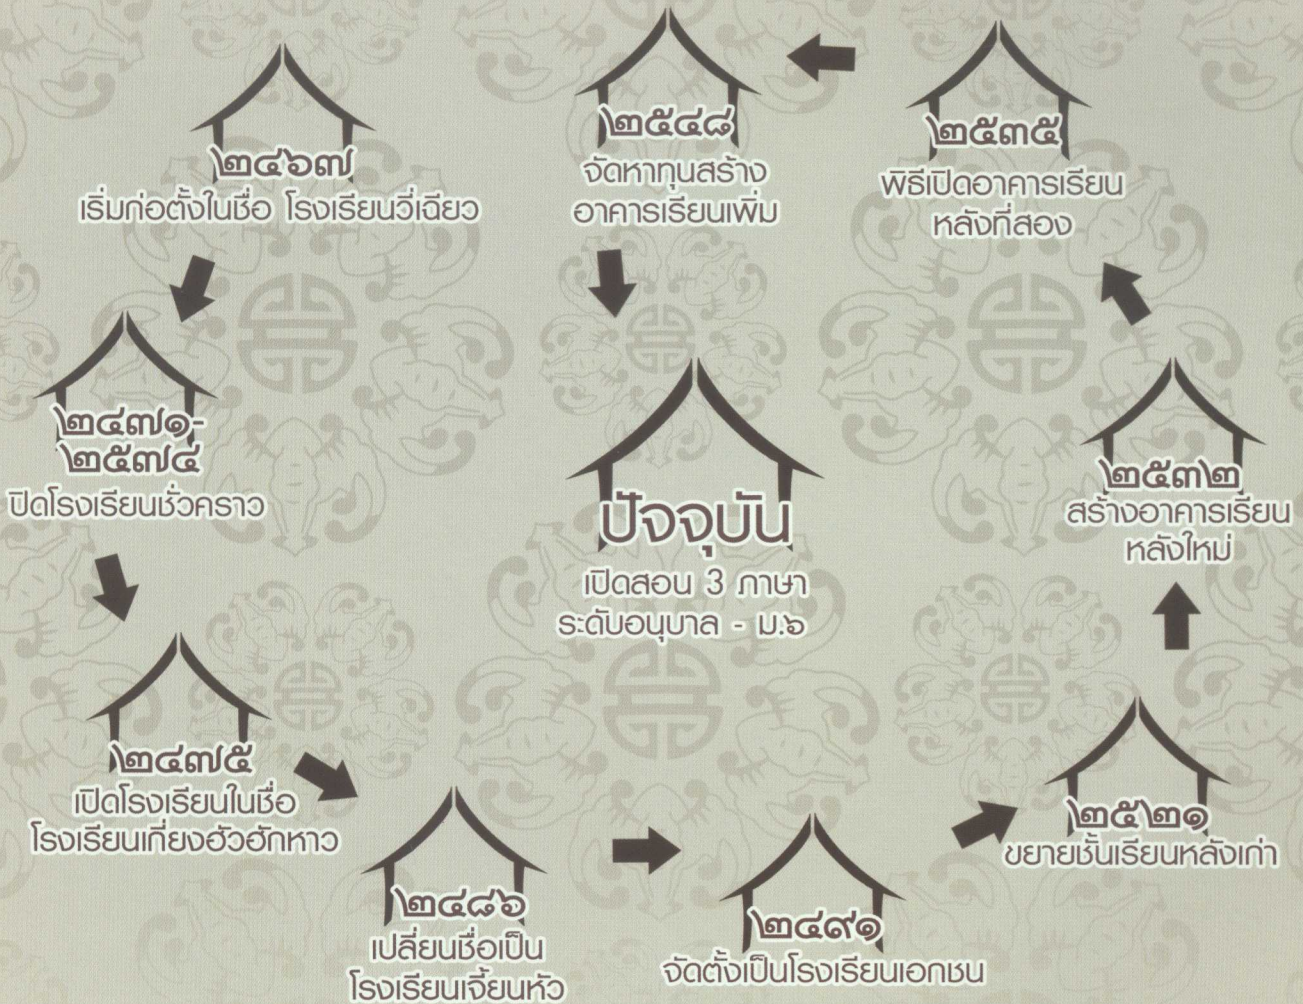 ๒๔๖๗
เริ่มก่อตั้งในชื่อ โรงเรียนวี่เฉียว
๒๔๗๑-
๒๕๗๔
ปิดโรงเรียนชั่วคราว
๒๔๗๕
เปิดโรงเรียนในชื่อ
โรงเรียนเกี่ยงฮัวฮักหาว
๒๔๘๖
เปลี่ยนชื่อเป็น
โรงเรียนเจี้ยนหัว
๒๔๙๑
จัดตั้งเป็นโรงเรียนเอกชน
๒๕๒๑
ขยายชั้นเรียนหลังเก่า
๒๕๓๒
สร้างอาคารเรียน
หลังใหม่
๒๕๓๕
พิธีเปิดอาคารเรียน
หลังที่สอง
๒๕๔๘
จัดหาทุนสร้าง
อาคารเรียนเพิ่ม
ปัจจุบัน
เปิดสอน 3 ภาษา
ระดับอนุบาล - ม.๖